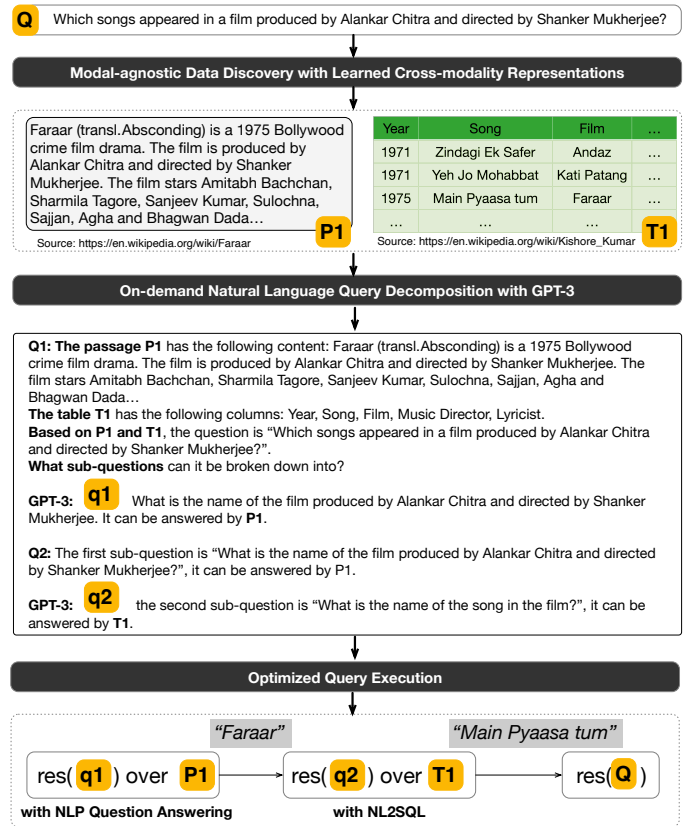 Q Which songs appeared in a film produced by Alankar Chitra and directed by Shanker Mukherjee?
Modal-agnostic Data Discovery with Learned Cross-modality Representations
Faraar (transl.Absconding) is a 1975 Bollywood
crime film drama. The film is produced by
Alankar Chitra and directed by Shanker
Mukherjee. The film stars Amitabh Bachchan,
Sharmila Tagore, Sanjeev Kumar, Sulochna,
Sajjan, Agha and Bhagwan Dada…
P1
Source: https://en.wikipedia.org/wiki/Faraar
Year Song Film …
1971 Zindagi Ek Safer Andaz …
1971 Yeh Jo Mohabbat Kati Patang …
1975 Main Pyaasa tum Faraar …
… … …
Source: https://en.wikipedia.org/wiki/Kishore_Kumar
T1
On-demand Natural Language Query Decomposition with GPT-3
Q1: The passage P1 has the following content: Faraar (transl.Absconding) is a 1975 Bollywood
crime film drama. The film is produced by Alankar Chitra and directed by Shanker Mukherjee. The
film stars Amitabh Bachchan, Sharmila Tagore, Sanjeev Kumar, Sulochna, Sajjan, Agha and
Bhagwan Dada…
The table T1 has the following columns: Year, Song, Film, Music Director, Lyricist.
Based on P1 and T1, the question is “Which songs appeared in a film produced by Alankar Chitra
and directed by Shanker Mukherjee?”.
What sub-questions can it be broken down into?
GPT-3: q1 What is the name of the film produced by Alankar Chitra and directed by Shanker
Mukherjee. It can be answered by P1.
Q2: The first sub-question is “What is the name of the film produced by Alankar Chitra and directed
by Shanker Mukherjee?”, it can be answered by P1.
GPT-3: q2 the second sub-question is “What is the name of the song in the film?”, it can be
answered by T1.
Optimized Query Execution
“Faraar” “Main Pyaasa tum”
res( q1 ) over P1 res( q2 ) over T1 res( Q )
with NLP Question Answering with NL2SQL